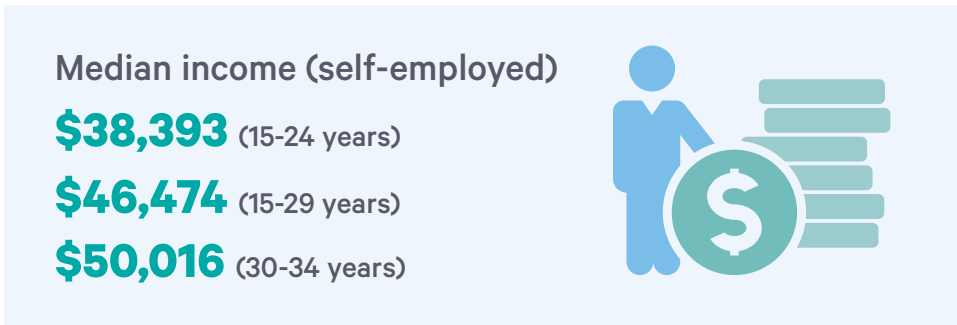 Median income (self-employed)
$38,393 (15-24 years)
$46,474 (15-29 years)
$50,016 (30-34 years)
$